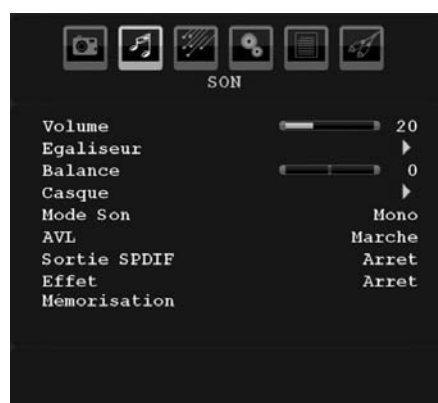 SON
Volume 20
Egaliseur
Balance 0
Casque
Mode Son Mono
AVL Marche
Sortie SPDIF Arret
Effet Arret
Mémorisation